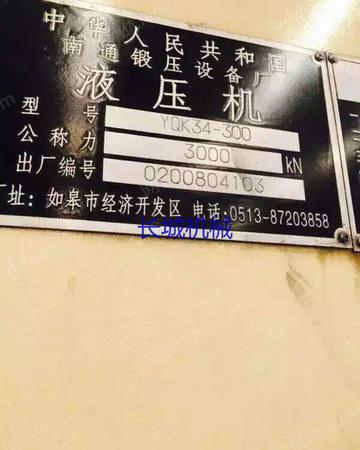 中华人民共和国
南通锻压设备厂
液压机
型号 YQK34-300
公称力 3000 kN
出厂编号 0200804103
厂址：如皋市经济开发区 电话：0513-87203858
长城机械